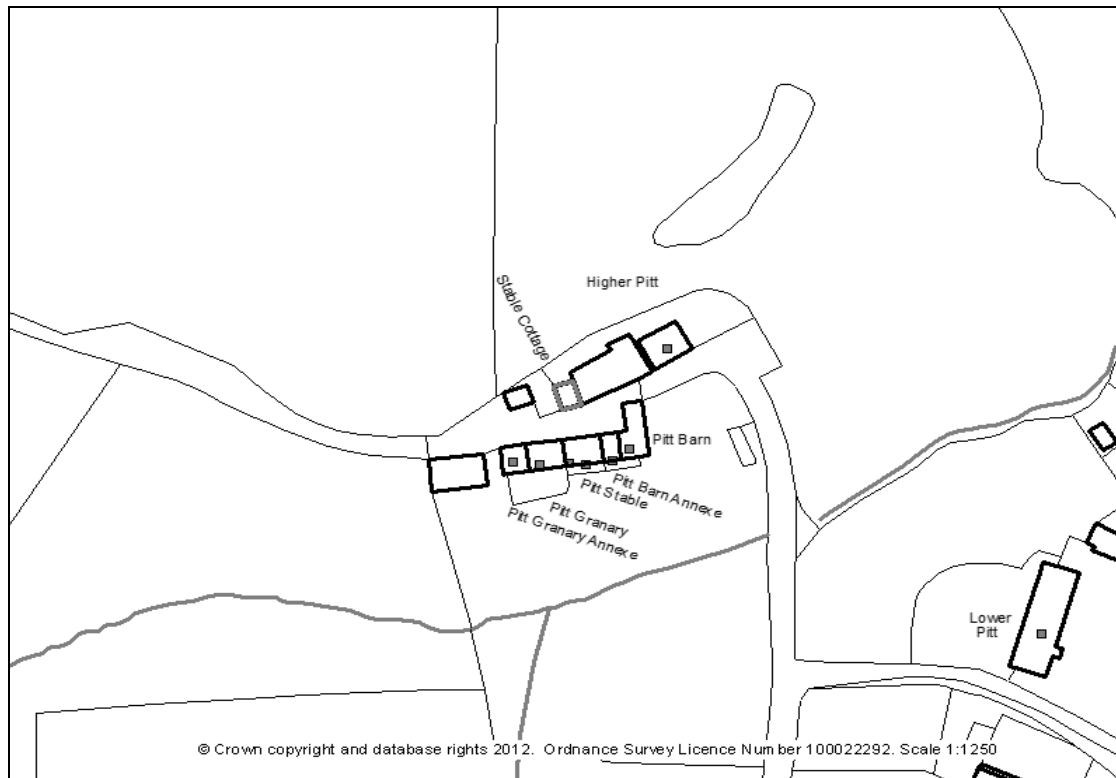 Higher Pitt
Stable Cottage
Pitt Barn
Pitt Barn Annexe
Pitt Stable
Pitt Granary
Pitt Granary Annexe
Lower
Pitt
© Crown copyright and database rights 2012. Ordnance Survey Licence Number 100022292. Scale 1:1250